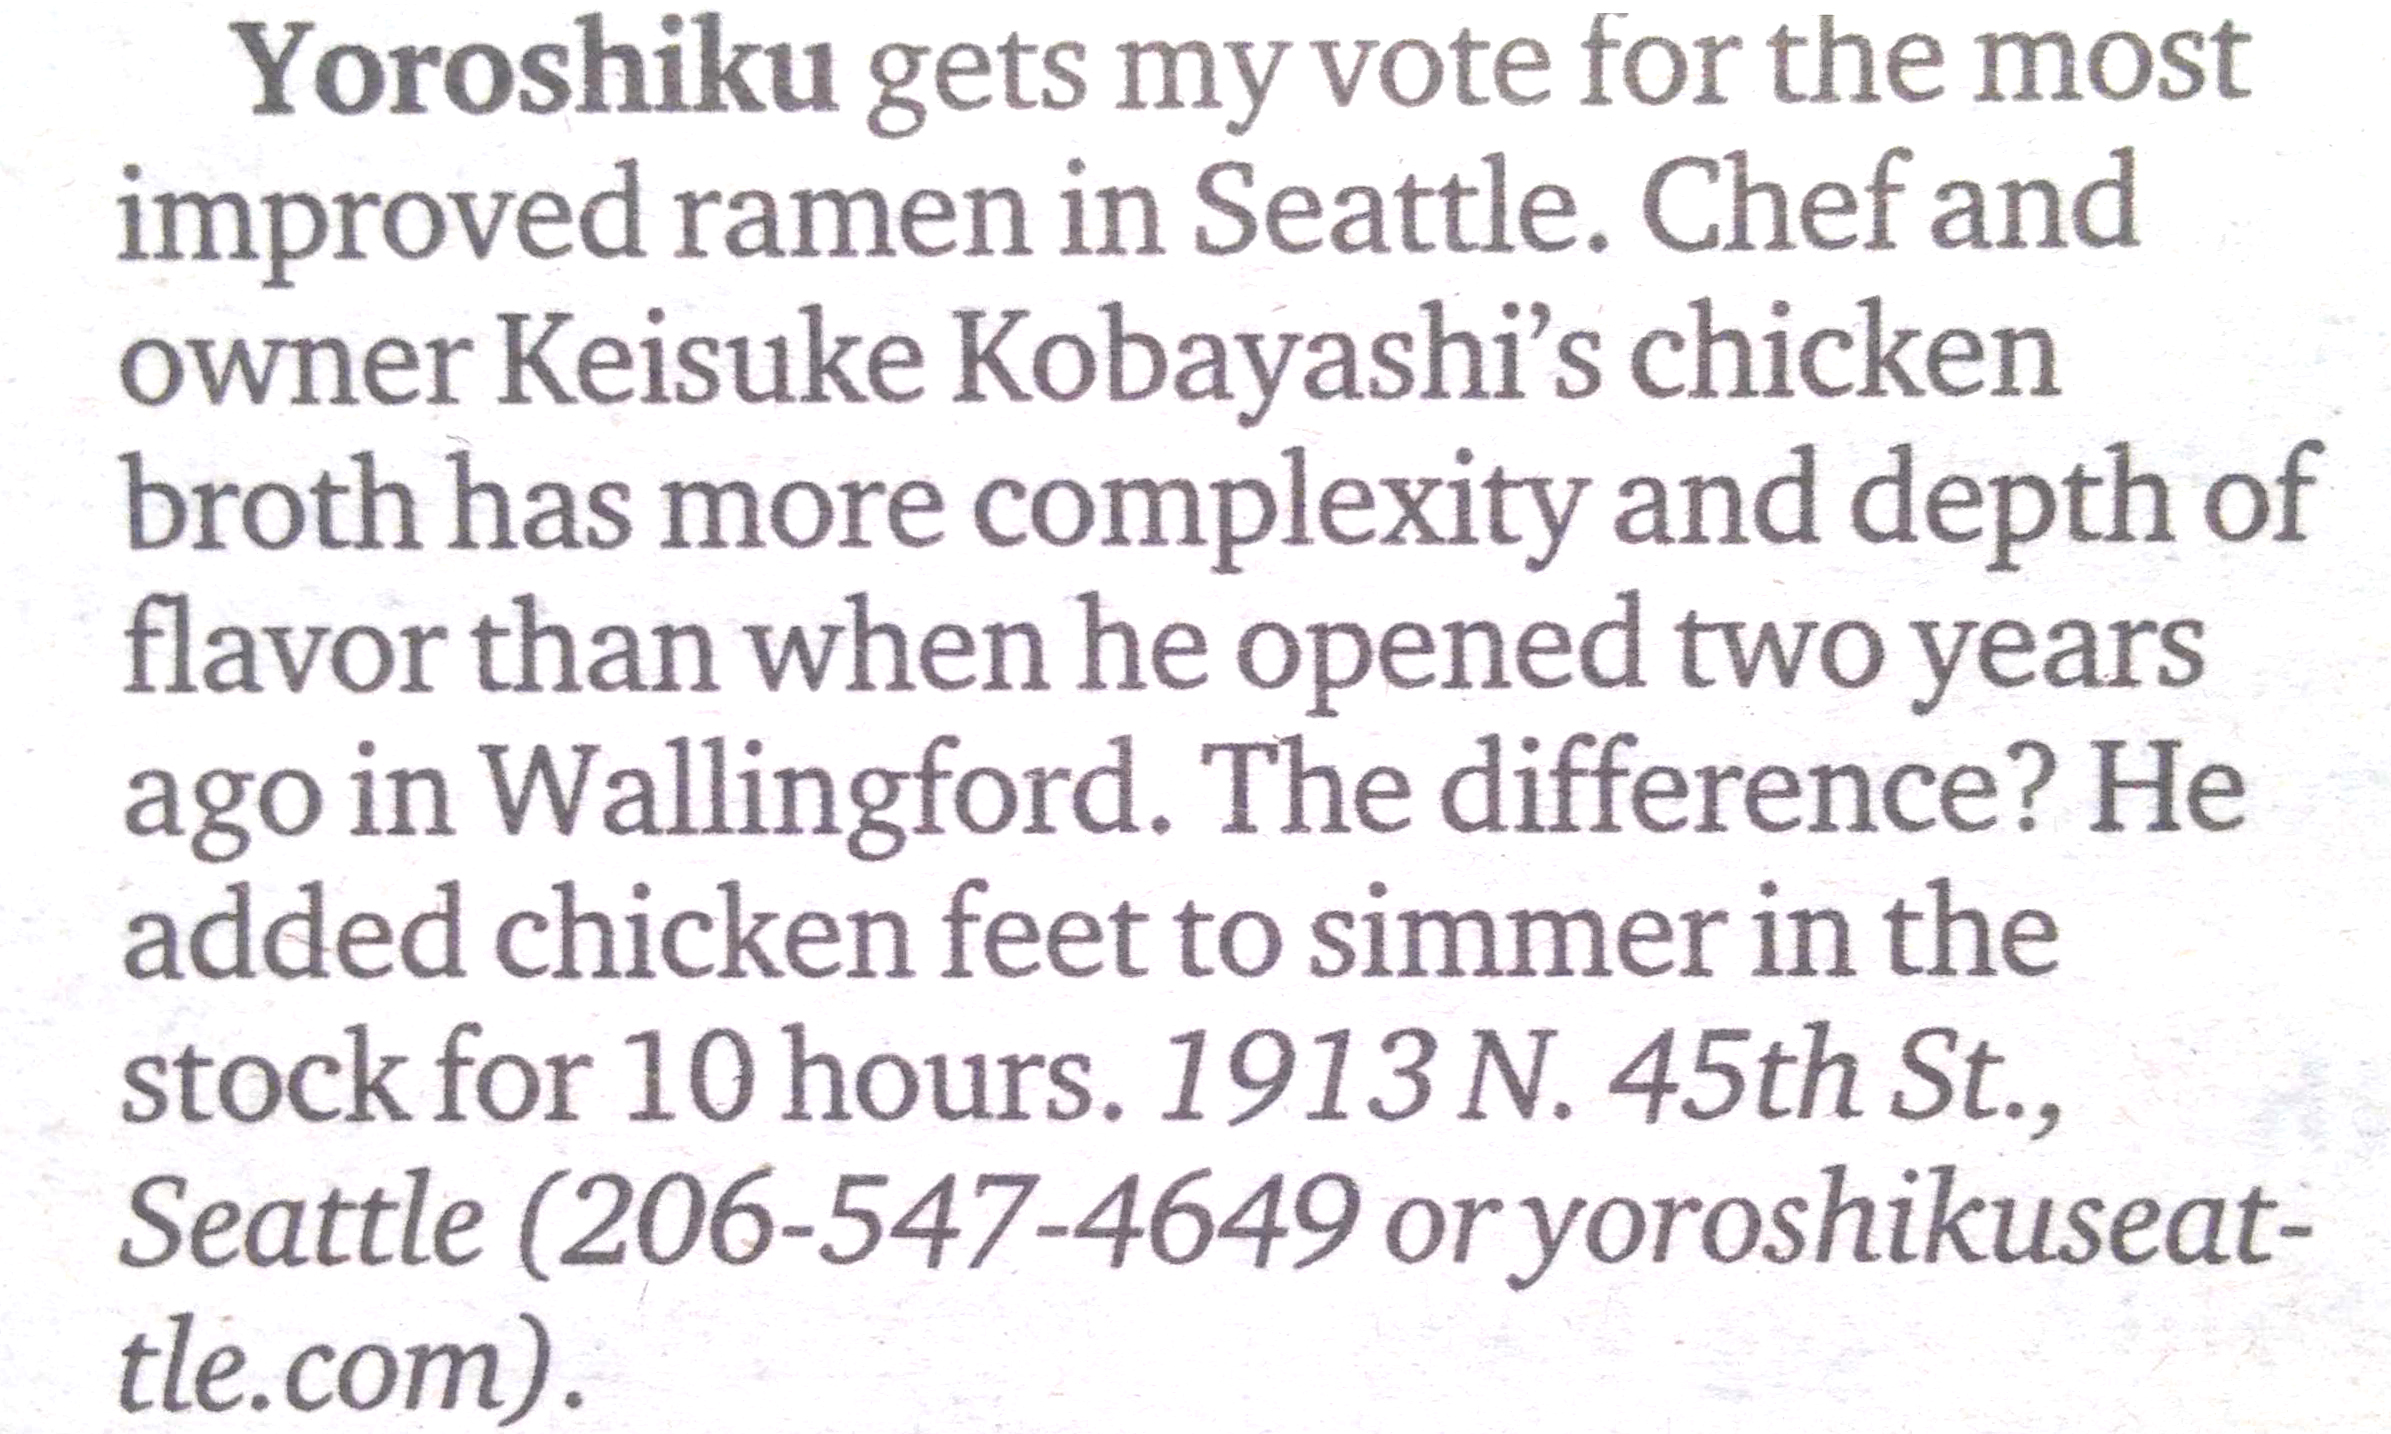 Yoroshiku gets my vote for the most
improved ramen in Seattle. Chef and
owner Keisuke Kobayashi’s chicken
broth has more complexity and depth of
flavor than when he opened two years
ago in Wallingford. The difference? He
added chicken feet to simmer in the
stock for 10 hours. 1913 N. 45th St.,
Seattle (206-547-4649 or yoroshikuseat-
tle.com).